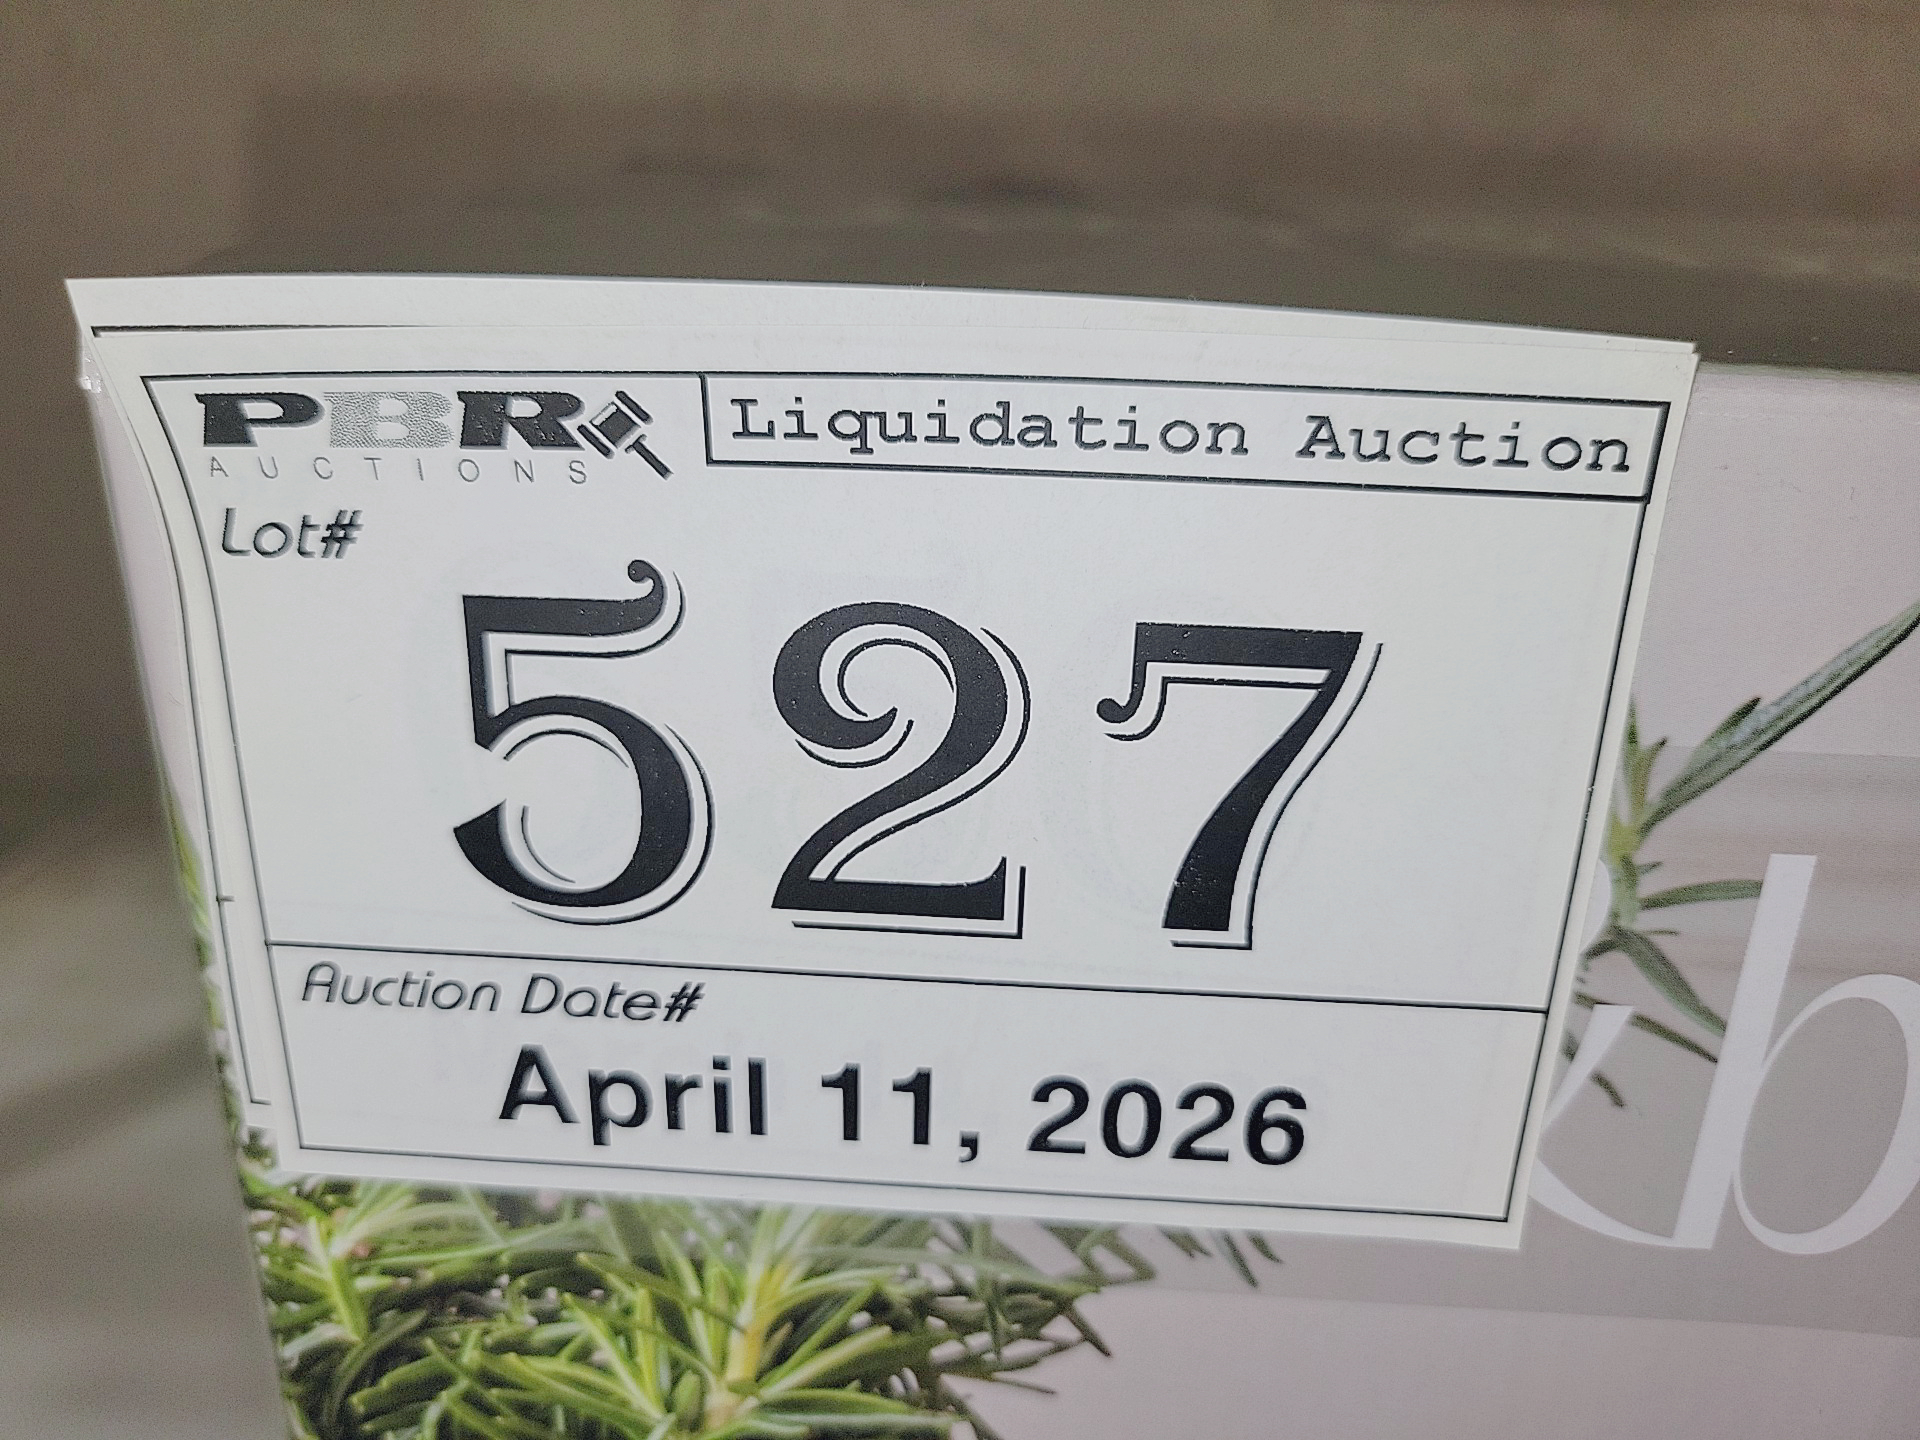 PBR
AUCTIONS
Liquidation Auction
Lot#
527
Auction Date#
April 11, 2026